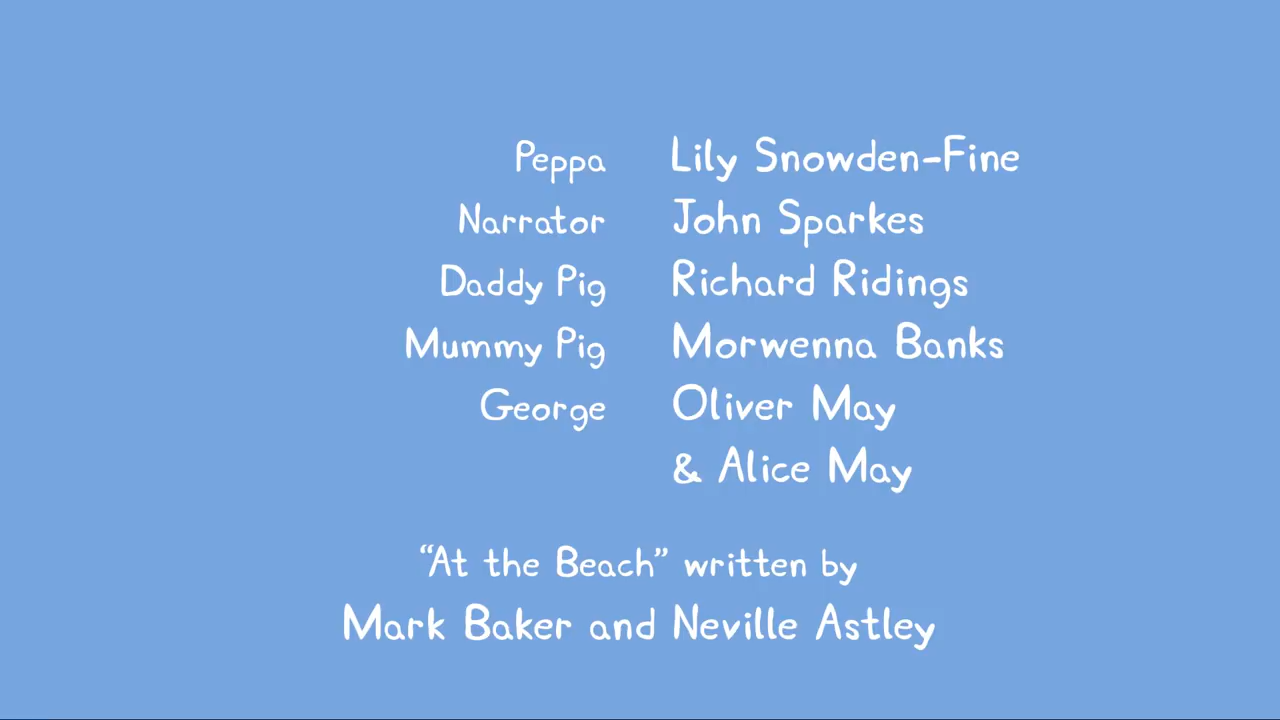 Peppa Lily Snowden-Fine
Narrator John Sparkes
Daddy Pig Richard Ridings
Mummy Pig Morwenna Banks
George Oliver May
& Alice May
“At the Beach” written by
Mark Baker and Neville Astley